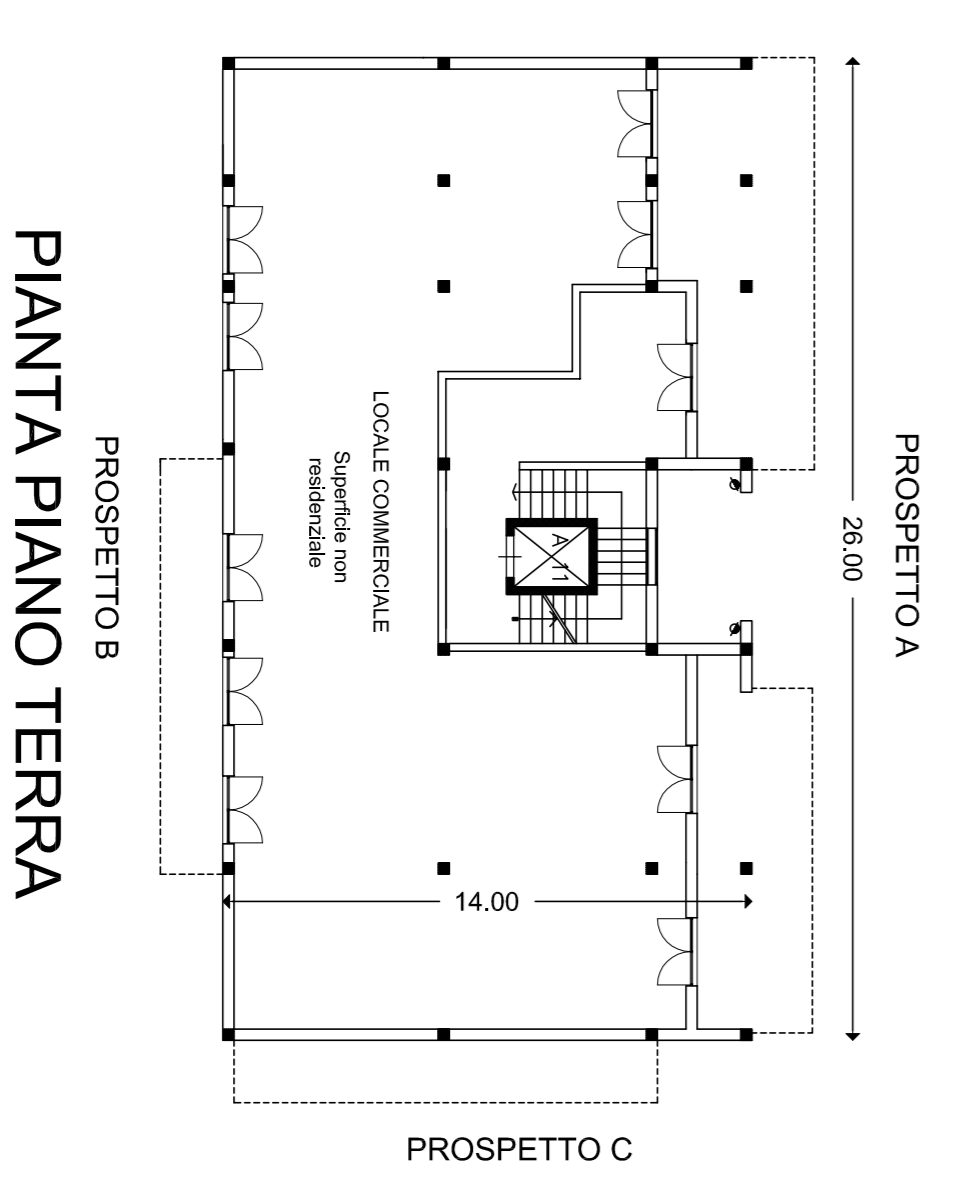 PIANTA PIANO TERRA
PROSPETTO B
LOCALE COMMERCIALE
Superficie non
residenziale
A 11
14.00
26.00
PROSPETTO A
PROSPETTO C